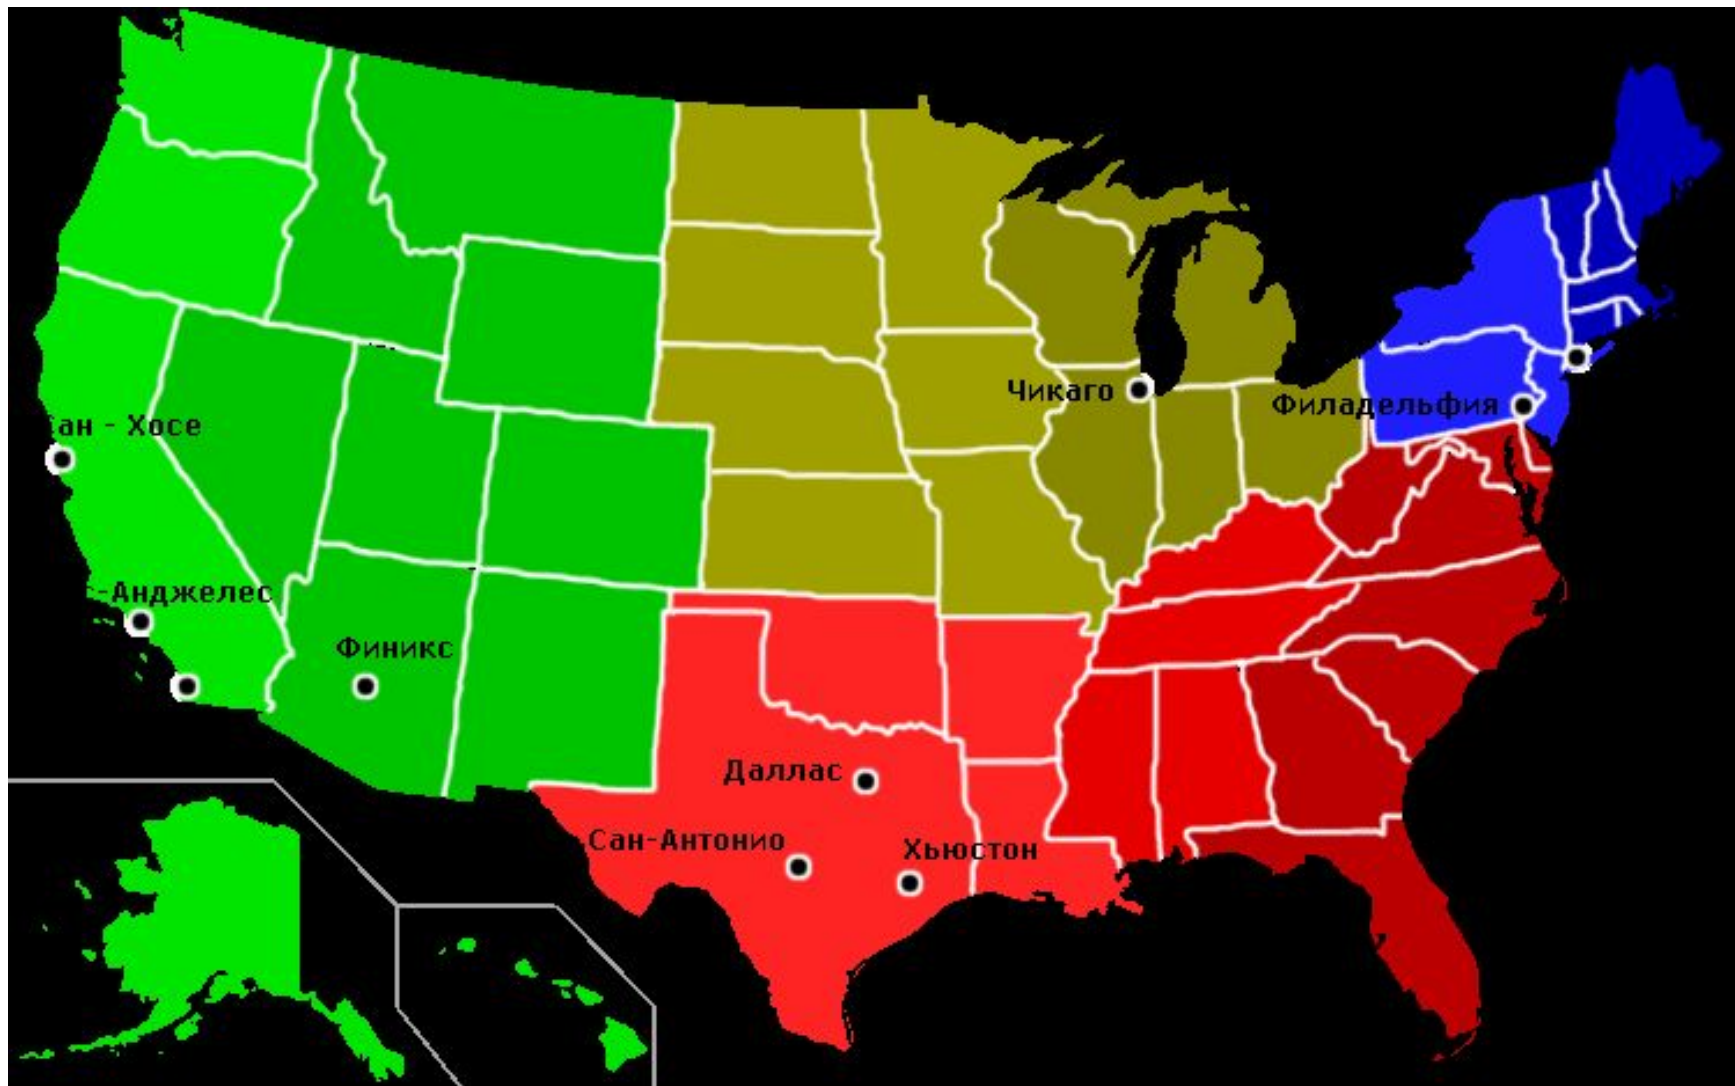 Чикаго
Филадельфия
ан - Хосе
-Анджелес
Финикс
Даллас
Сан-Антонио
Хьюстон